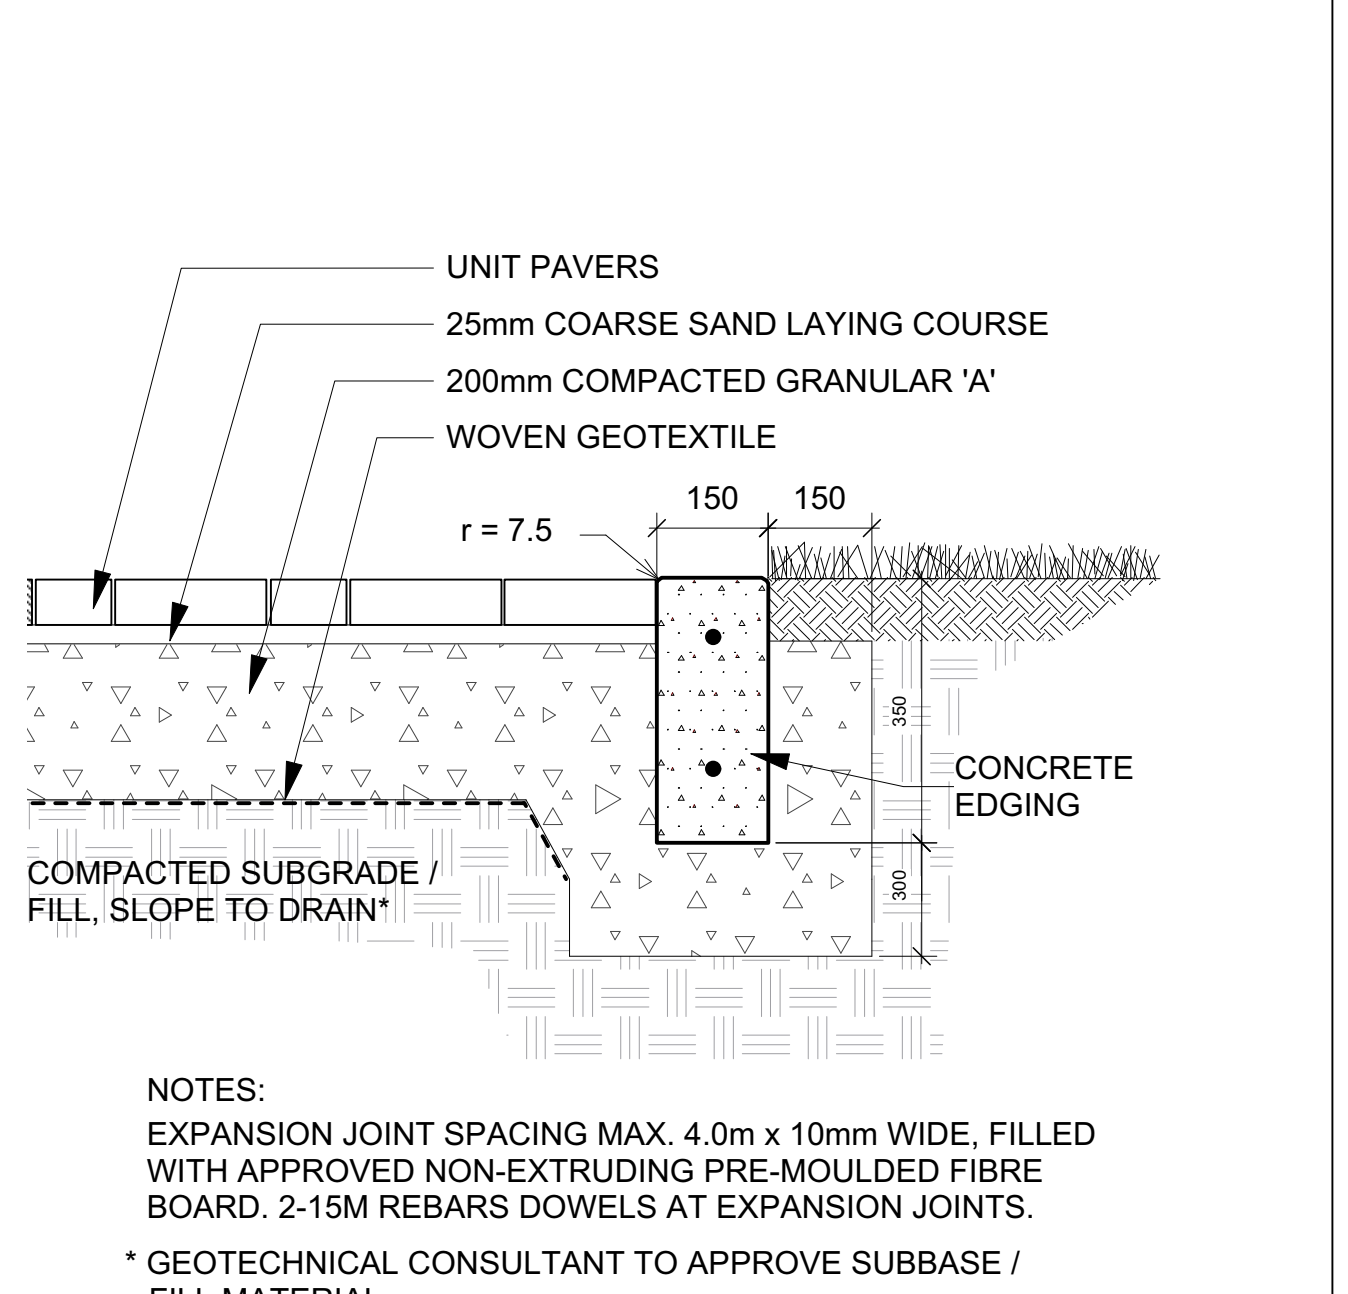 UNIT PAVERS
25mm COARSE SAND LAYING COURSE
200mm COMPACTED GRANULAR 'A'
WOVEN GEOTEXTILE
150 150
r = 7.5
350
CONCRETE
EDGING
300
COMPACTED SUBGRADE /
FILL, SLOPE TO DRAIN*
NOTES:
EXPANSION JOINT SPACING MAX. 4.0m x 10mm WIDE, FILLED
WITH APPROVED NON-EXTRUDING PRE-MOULDED FIBRE
BOARD. 2-15M REBARS DOWELS AT EXPANSION JOINTS.
* GEOTECHNICAL CONSULTANT TO APPROVE SUBBASE /
FILL MATERIAL